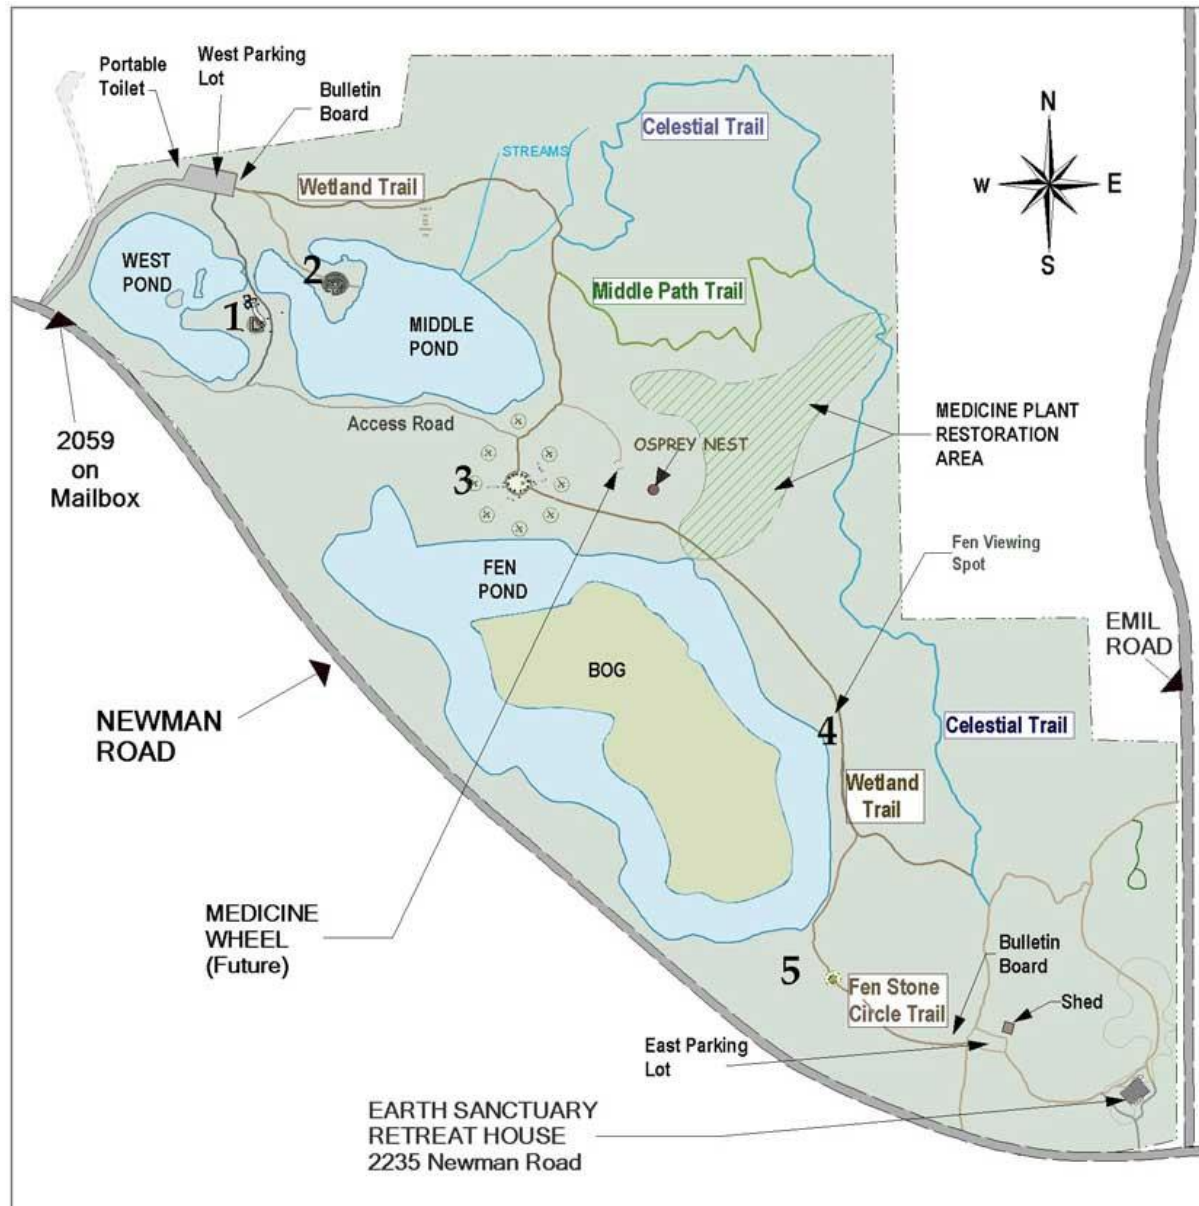 Portable
Toilet
West Parking
Lot
Bulletin
Board
Celestial Trail
N
W
E
S
STREAMS
Wetland Trail
WEST
POND
2
1
Middle Path Trail
MIDDLE
POND
2059
on
Mailbox
Access Road
MEDICINE PLANT
RESTORATION
AREA
OSPREY NEST
3
Fen Viewing
Spot
FEN
POND
EMIL
ROAD
BOG
NEWMAN
ROAD
4
Celestial Trail
Wetland
Trail
MEDICINE
WHEEL
(Future)
5
Bulletin
Board
Fen Stone
Circle Trail
Shed
East Parking
Lot
EARTH SANCTUARY
RETREAT HOUSE
2235 Newman Road